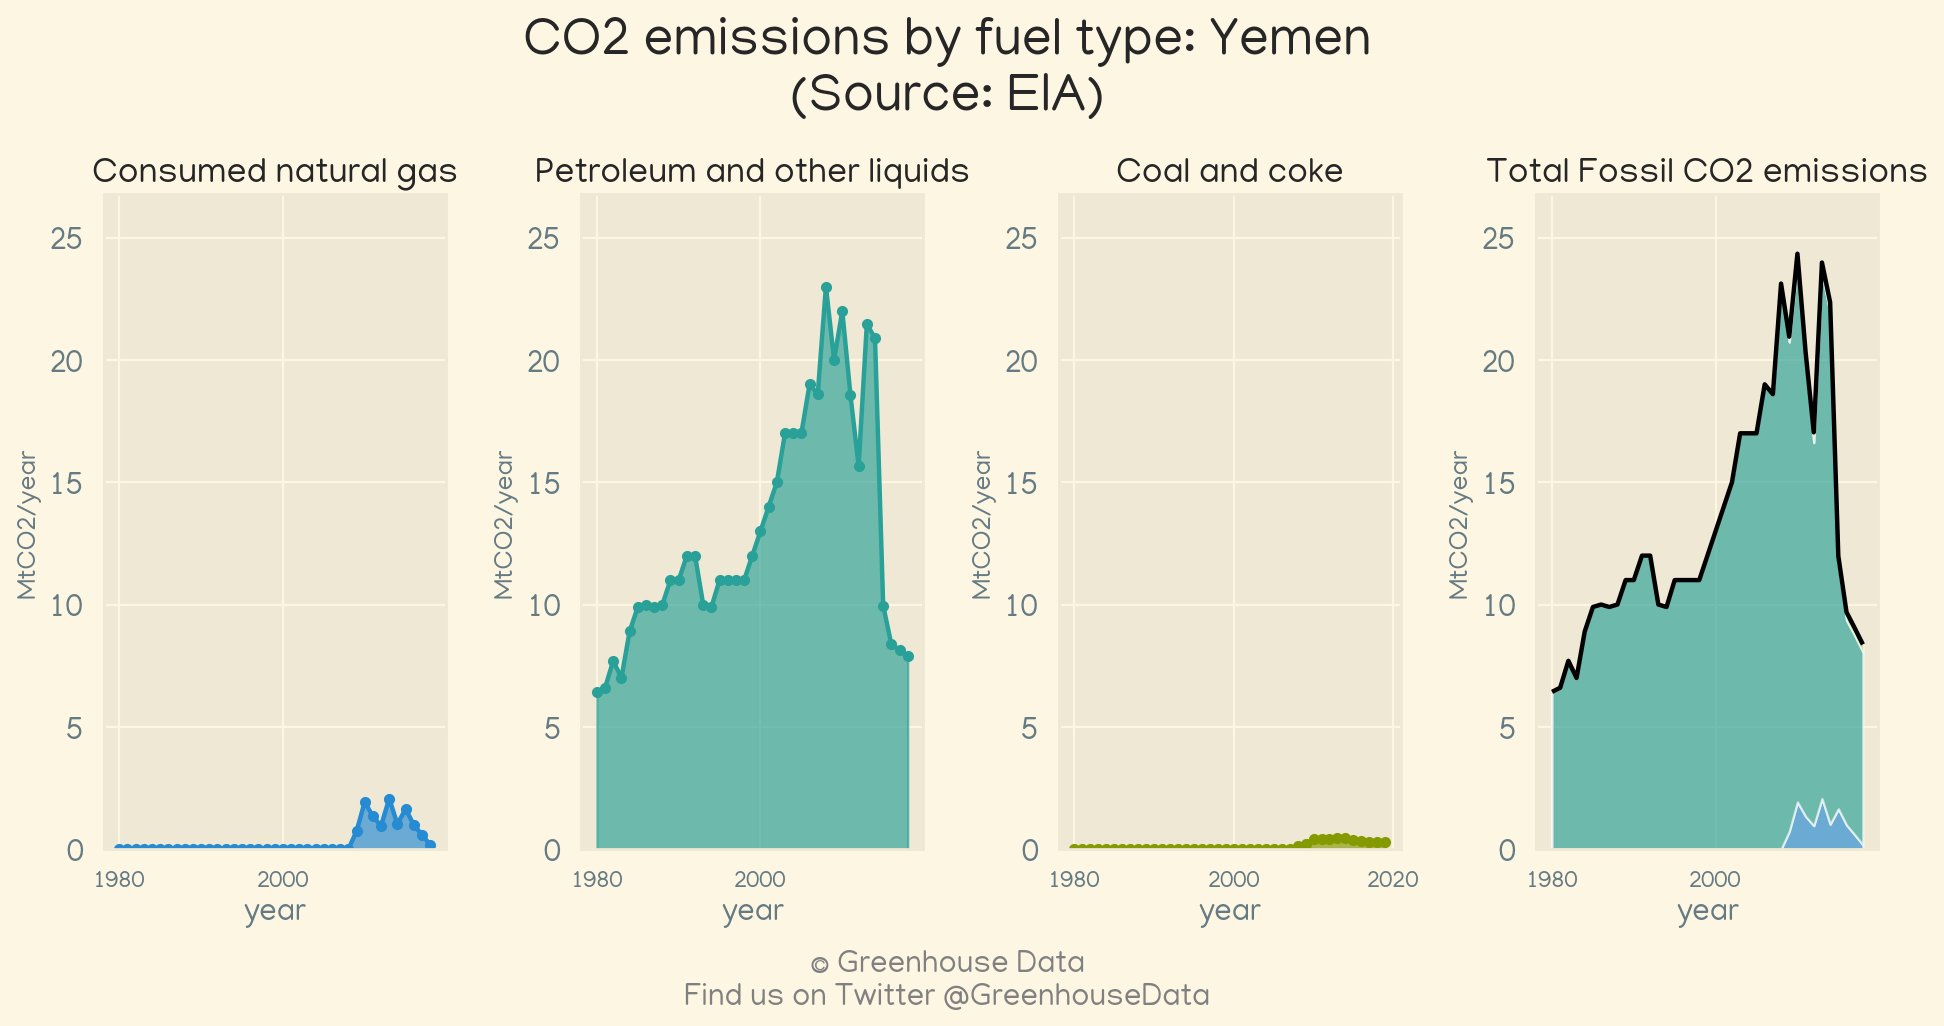 CO2 emissions by fuel type: Yemen
(Source: EIA)
Consumed natural gas
Petroleum and other liquids
Coal and coke
Total Fossil CO2 emissions
25
20
15
10
5
0
MtCO2/year
1980
2000
year
25
20
15
10
5
0
MtCO2/year
1980
2000
year
25
20
15
10
5
0
MtCO2/year
1980
2000
2020
year
25
20
15
10
5
0
MtCO2/year
1980
2000
year
© Greenhouse Data
Find us on Twitter @GreenhouseData